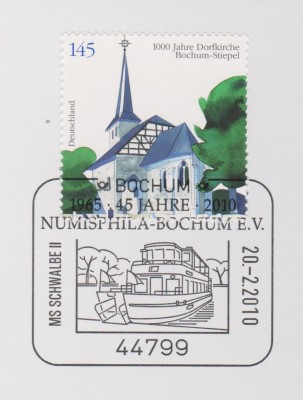 145
1000 Jahre Dorfkirche
Bochum-Stiepel
Deutschland
BOCHUM
1965 · 45 JAHRE · 2010
NUMISPHILA-BOCHUM E.V.
MS SCHWALBE II
20.-2.2010
44799